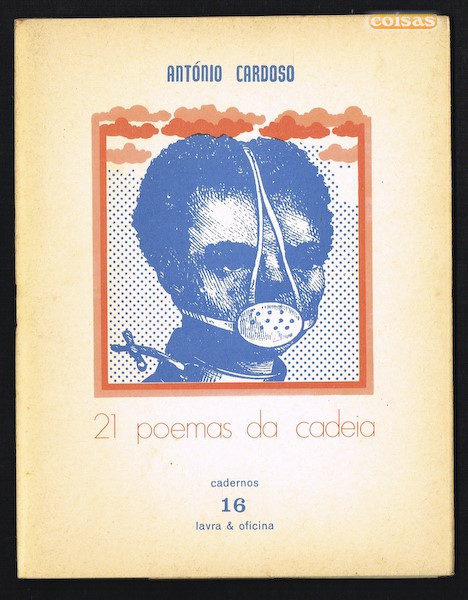 coisas
ANTÓNIO CARDOSO
21 poemas da cadeia
cadernos
16
lavra & oficina